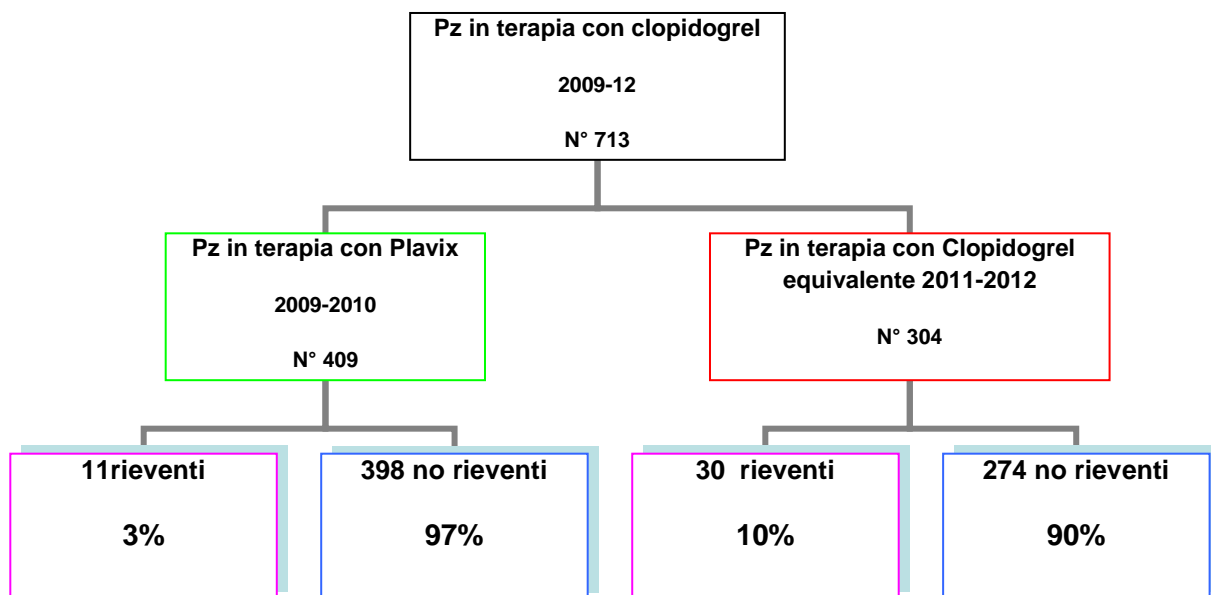 Pz in terapia con clopidogrel
2009-12
N° 713
Pz in terapia con Plavix
2009-2010
N° 409
Pz in terapia con Clopidogrel
equivalente 2011-2012
N° 304
11rieventi
3%
398 no rieventi
97%
30 rieventi
10%
274 no rieventi
90%